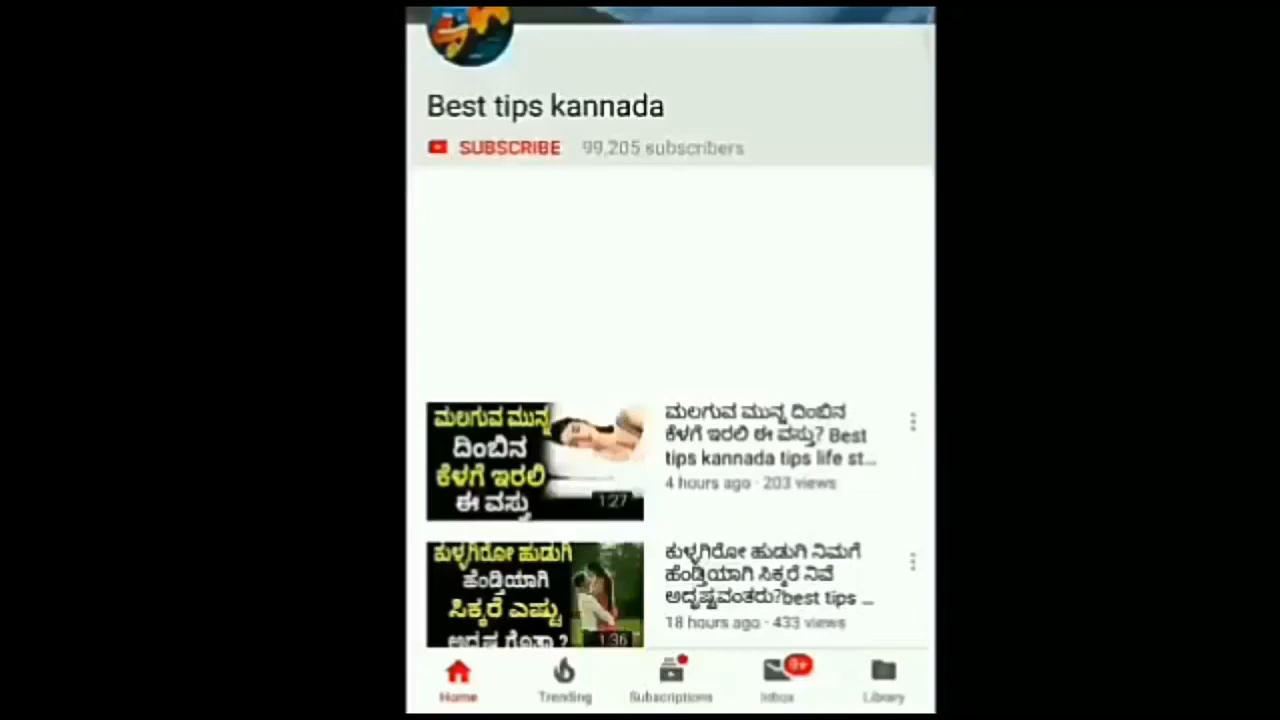 Best tips kannada
SUBSCRIBE 99,205 subscribers
ಮಲಗುವ ಮುನ್ನ
ದಿಂಬಿನ
ಕೆಳಗೆ ಇರಲಿ
ಈ ವಸ್ತು
1:27
ಮಲಗುವ ಮುನ್ನ ದಿಂಬಿನ
ಕೆಳಗೆ ಇರಲಿ ಈ ವಸ್ತು? Best
tips kannada tips life st...
4 hours ago · 203 views
ಕುಳ್ಳಗಿರೋ ಹುಡುಗಿ
ಹೆಂಡ್ತಿಯಾಗಿ
ಸಿಕ್ಕರೆ ಎಷ್ಟು
ಅದೃಷ್ಟ ಗೊತ್ತಾ ?
1:36
ಕುಳ್ಳಗಿರೋ ಹುಡುಗಿ ನಿಮಗೆ
ಹೆಂಡ್ತಿಯಾಗಿ ಸಿಕ್ಕರೆ ನಿವೆ
ಅದೃಷ್ಟವಂತರು?best tips ...
18 hours ago · 433 views
9+
Home Trending Subscriptions Inbox Library